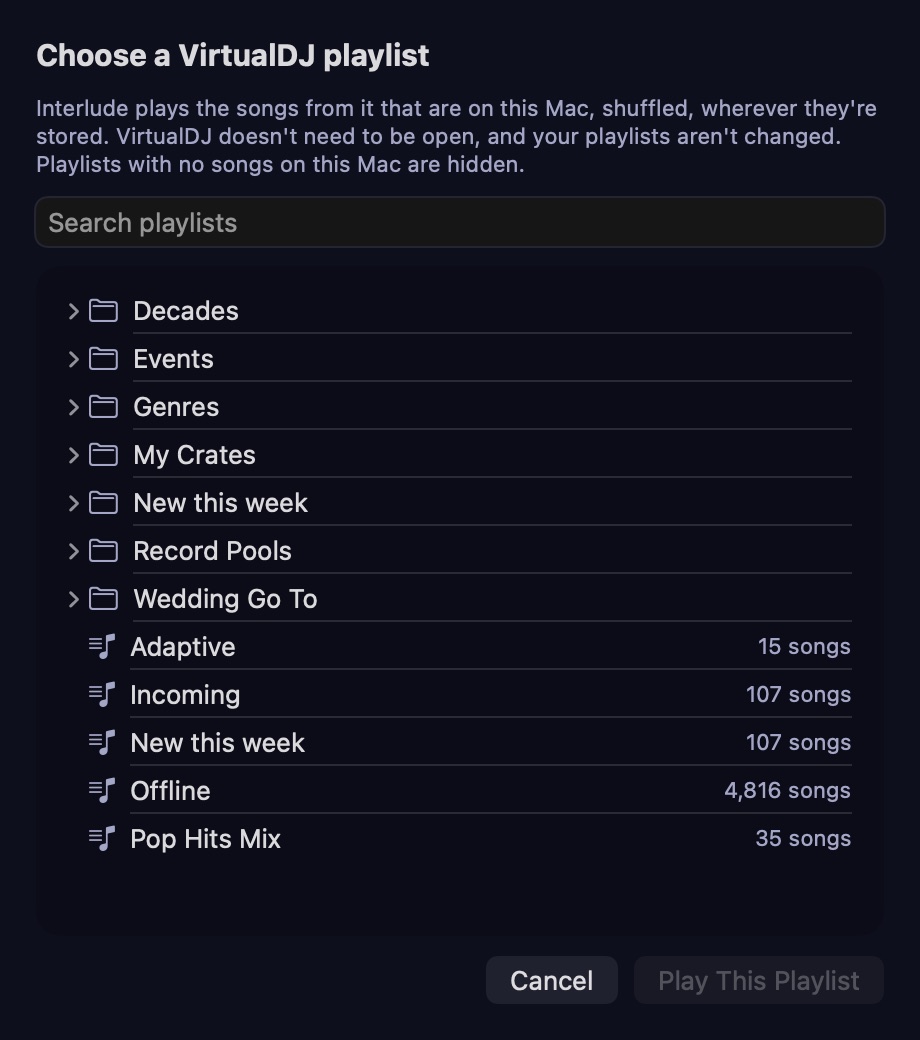 Choose a VirtualDJ playlist
Interlude plays the songs from it that are on this Mac, shuffled, wherever they're
stored. VirtualDJ doesn't need to be open, and your playlists aren't changed.
Playlists with no songs on this Mac are hidden.
Search playlists
Decades
Events
Genres
My Crates
New this week
Record Pools
Wedding Go To
Adaptive 15 songs
Incoming 107 songs
New this week 107 songs
Offline 4,816 songs
Pop Hits Mix 35 songs
Cancel Play This Playlist